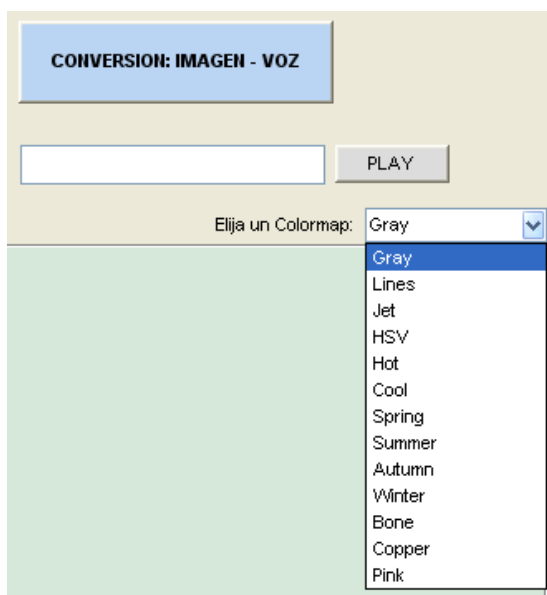 CONVERSION: IMAGEN - VOZ
PLAY
Elija un Colormap: Gray
Gray
Lines
Jet
HSV
Hot
Cool
Spring
Summer
Autumn
Winter
Bone
Copper
Pink